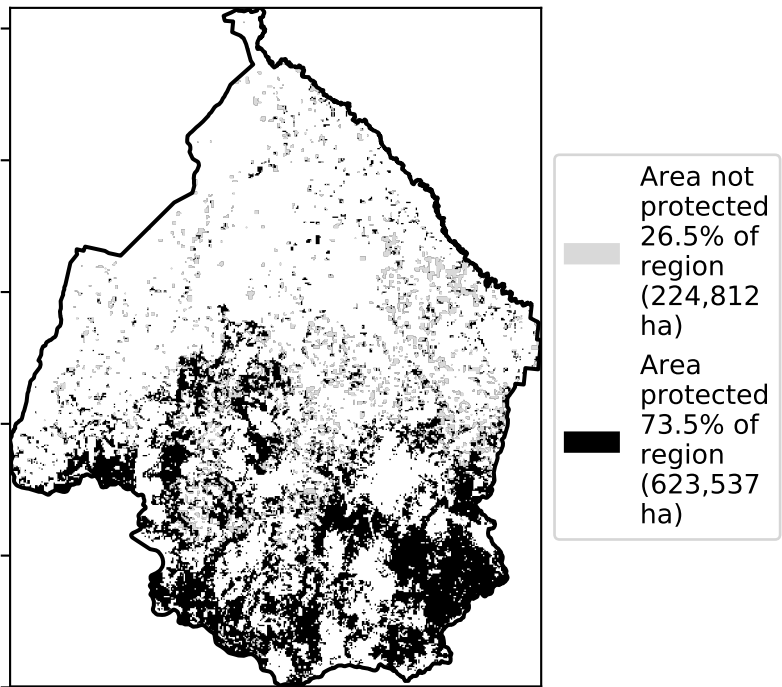 Area not
protected
26.5% of
region
(224,812
ha)
Area
protected
73.5% of
region
(623,537
ha)